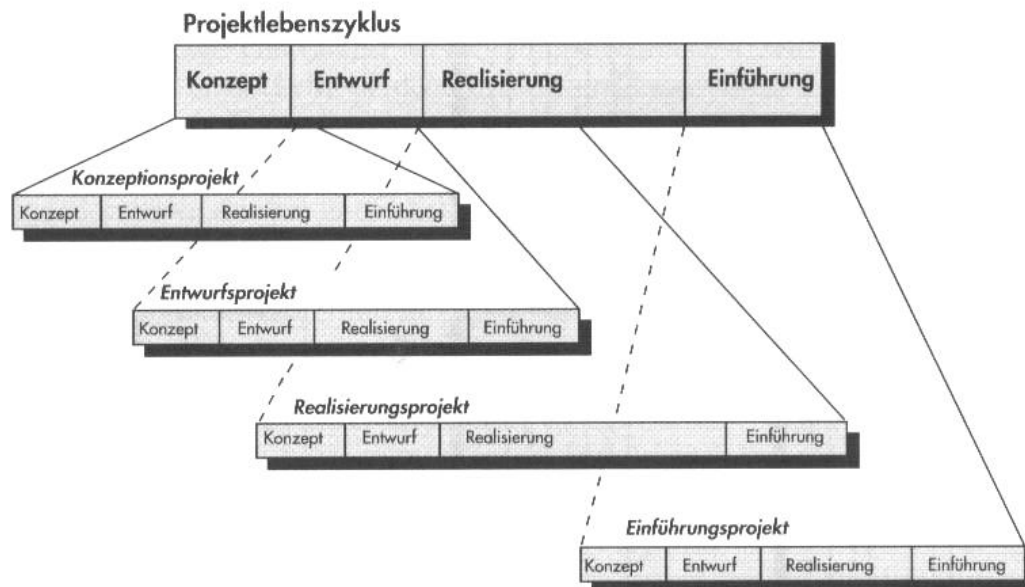 Projektlebenszyklus
Konzept Entwurf Realisierung Einführung
Konzeptionsprojekt
Konzept Entwurf Realisierung Einführung
Entwurfsprojekt
Konzept Entwurf Realisierung Einführung
Realisierungsprojekt
Konzept Entwurf Realisierung Einführung
Einführungsprojekt
Konzept Entwurf Realisierung Einführung